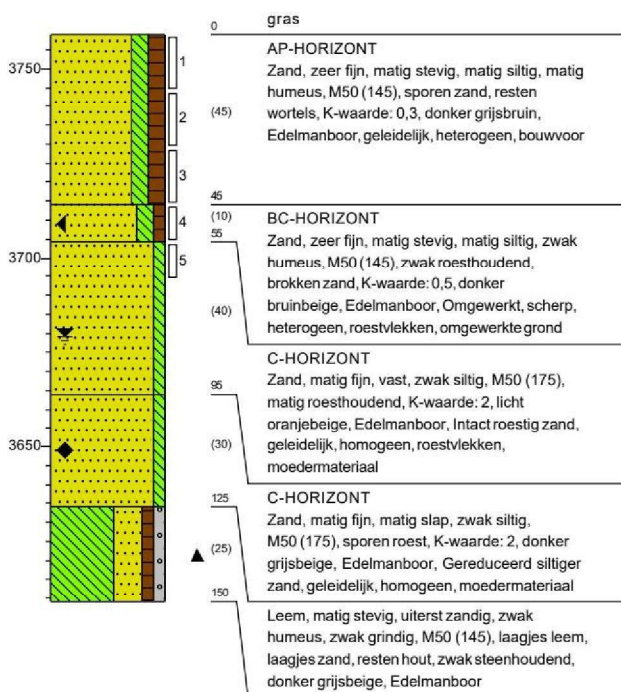 0
gras
AP-HORIZONT
Zand, zeer fijn, matig stevig, matig siltig, matig
humeus, M50 (145), sporen zand, resten
wortels, K-waarde: 0,3, donker grijsbruin,
Edelmanboor, geleidelijk, heterogeen, bouwvoor
3750
1
2
3
(45)
45
(10)
4
BC-HORIZONT
55
Zand, zeer fijn, matig stevig, matig siltig, zwak
humeus, M50 (145), zwak roesthoudend,
brokken zand, K-waarde: 0,5, donker
bruinbeige, Edelmanboor, Omgewerkt, scherp,
heterogeen, roestvlekken, omgewerkte grond
3700
5
(40)
C-HORIZONT
Zand, matig fijn, vast, zwak siltig, M50 (175),
matig roesthoudend, K-waarde: 2, licht
oranjebeige, Edelmanboor, Intact roestig zand,
geleidelijk, homogeen, roestvlekken,
moedermateriaal
95
3650
(30)
125
C-HORIZONT
Zand, matig fijn, matig slap, zwak siltig,
M50 (175), sporen roest, K-waarde: 2, donker
grijsbeige, Edelmanboor, Gereduceerd siltiger
zand, geleidelijk, homogeen, moedermateriaal
(25)
150
Leem, matig stevig, uiterst zandig, zwak
humeus, zwak grindig, M50 (145), laagjes leem,
laagjes zand, resten hout, zwak steenhoudend,
donker grijsbeige, Edelmanboor